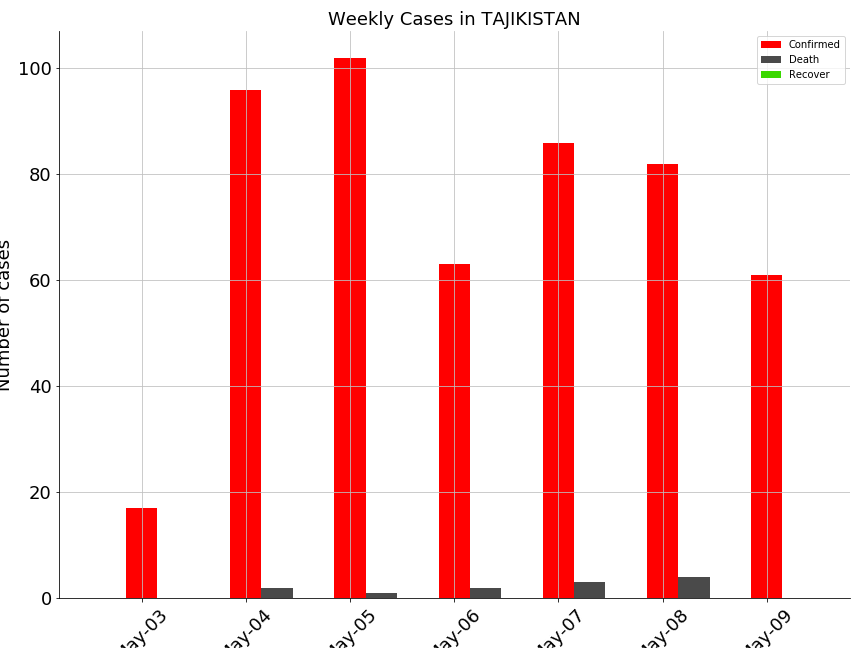 Weekly Cases in TAJIKISTAN
Confirmed
Death
Recover
Number of cases
100
80
60
40
20
0
May-03
May-04
May-05
May-06
May-07
May-08
May-09